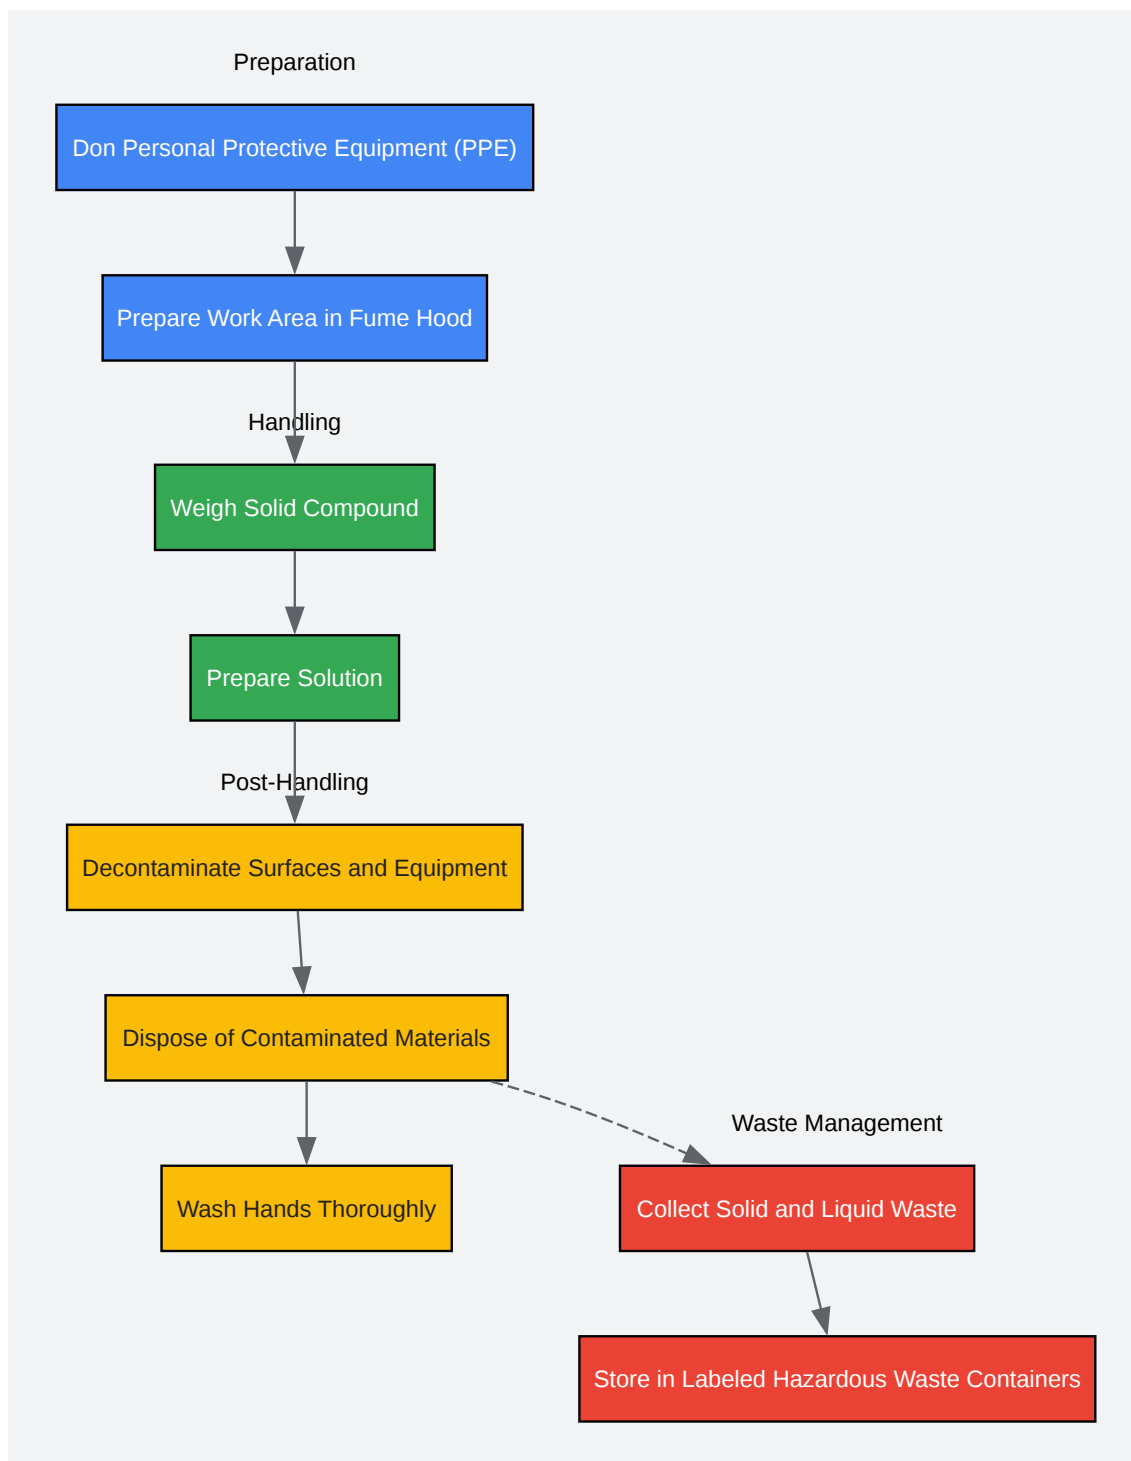 Preparation
Don Personal Protective Equipment (PPE)
Prepare Work Area in Fume Hood
Handling
Weigh Solid Compound
Prepare Solution
Post-Handling
Decontaminate Surfaces and Equipment
Dispose of Contaminated Materials
Wash Hands Thoroughly
Waste Management
Collect Solid and Liquid Waste
Store in Labeled Hazardous Waste Containers